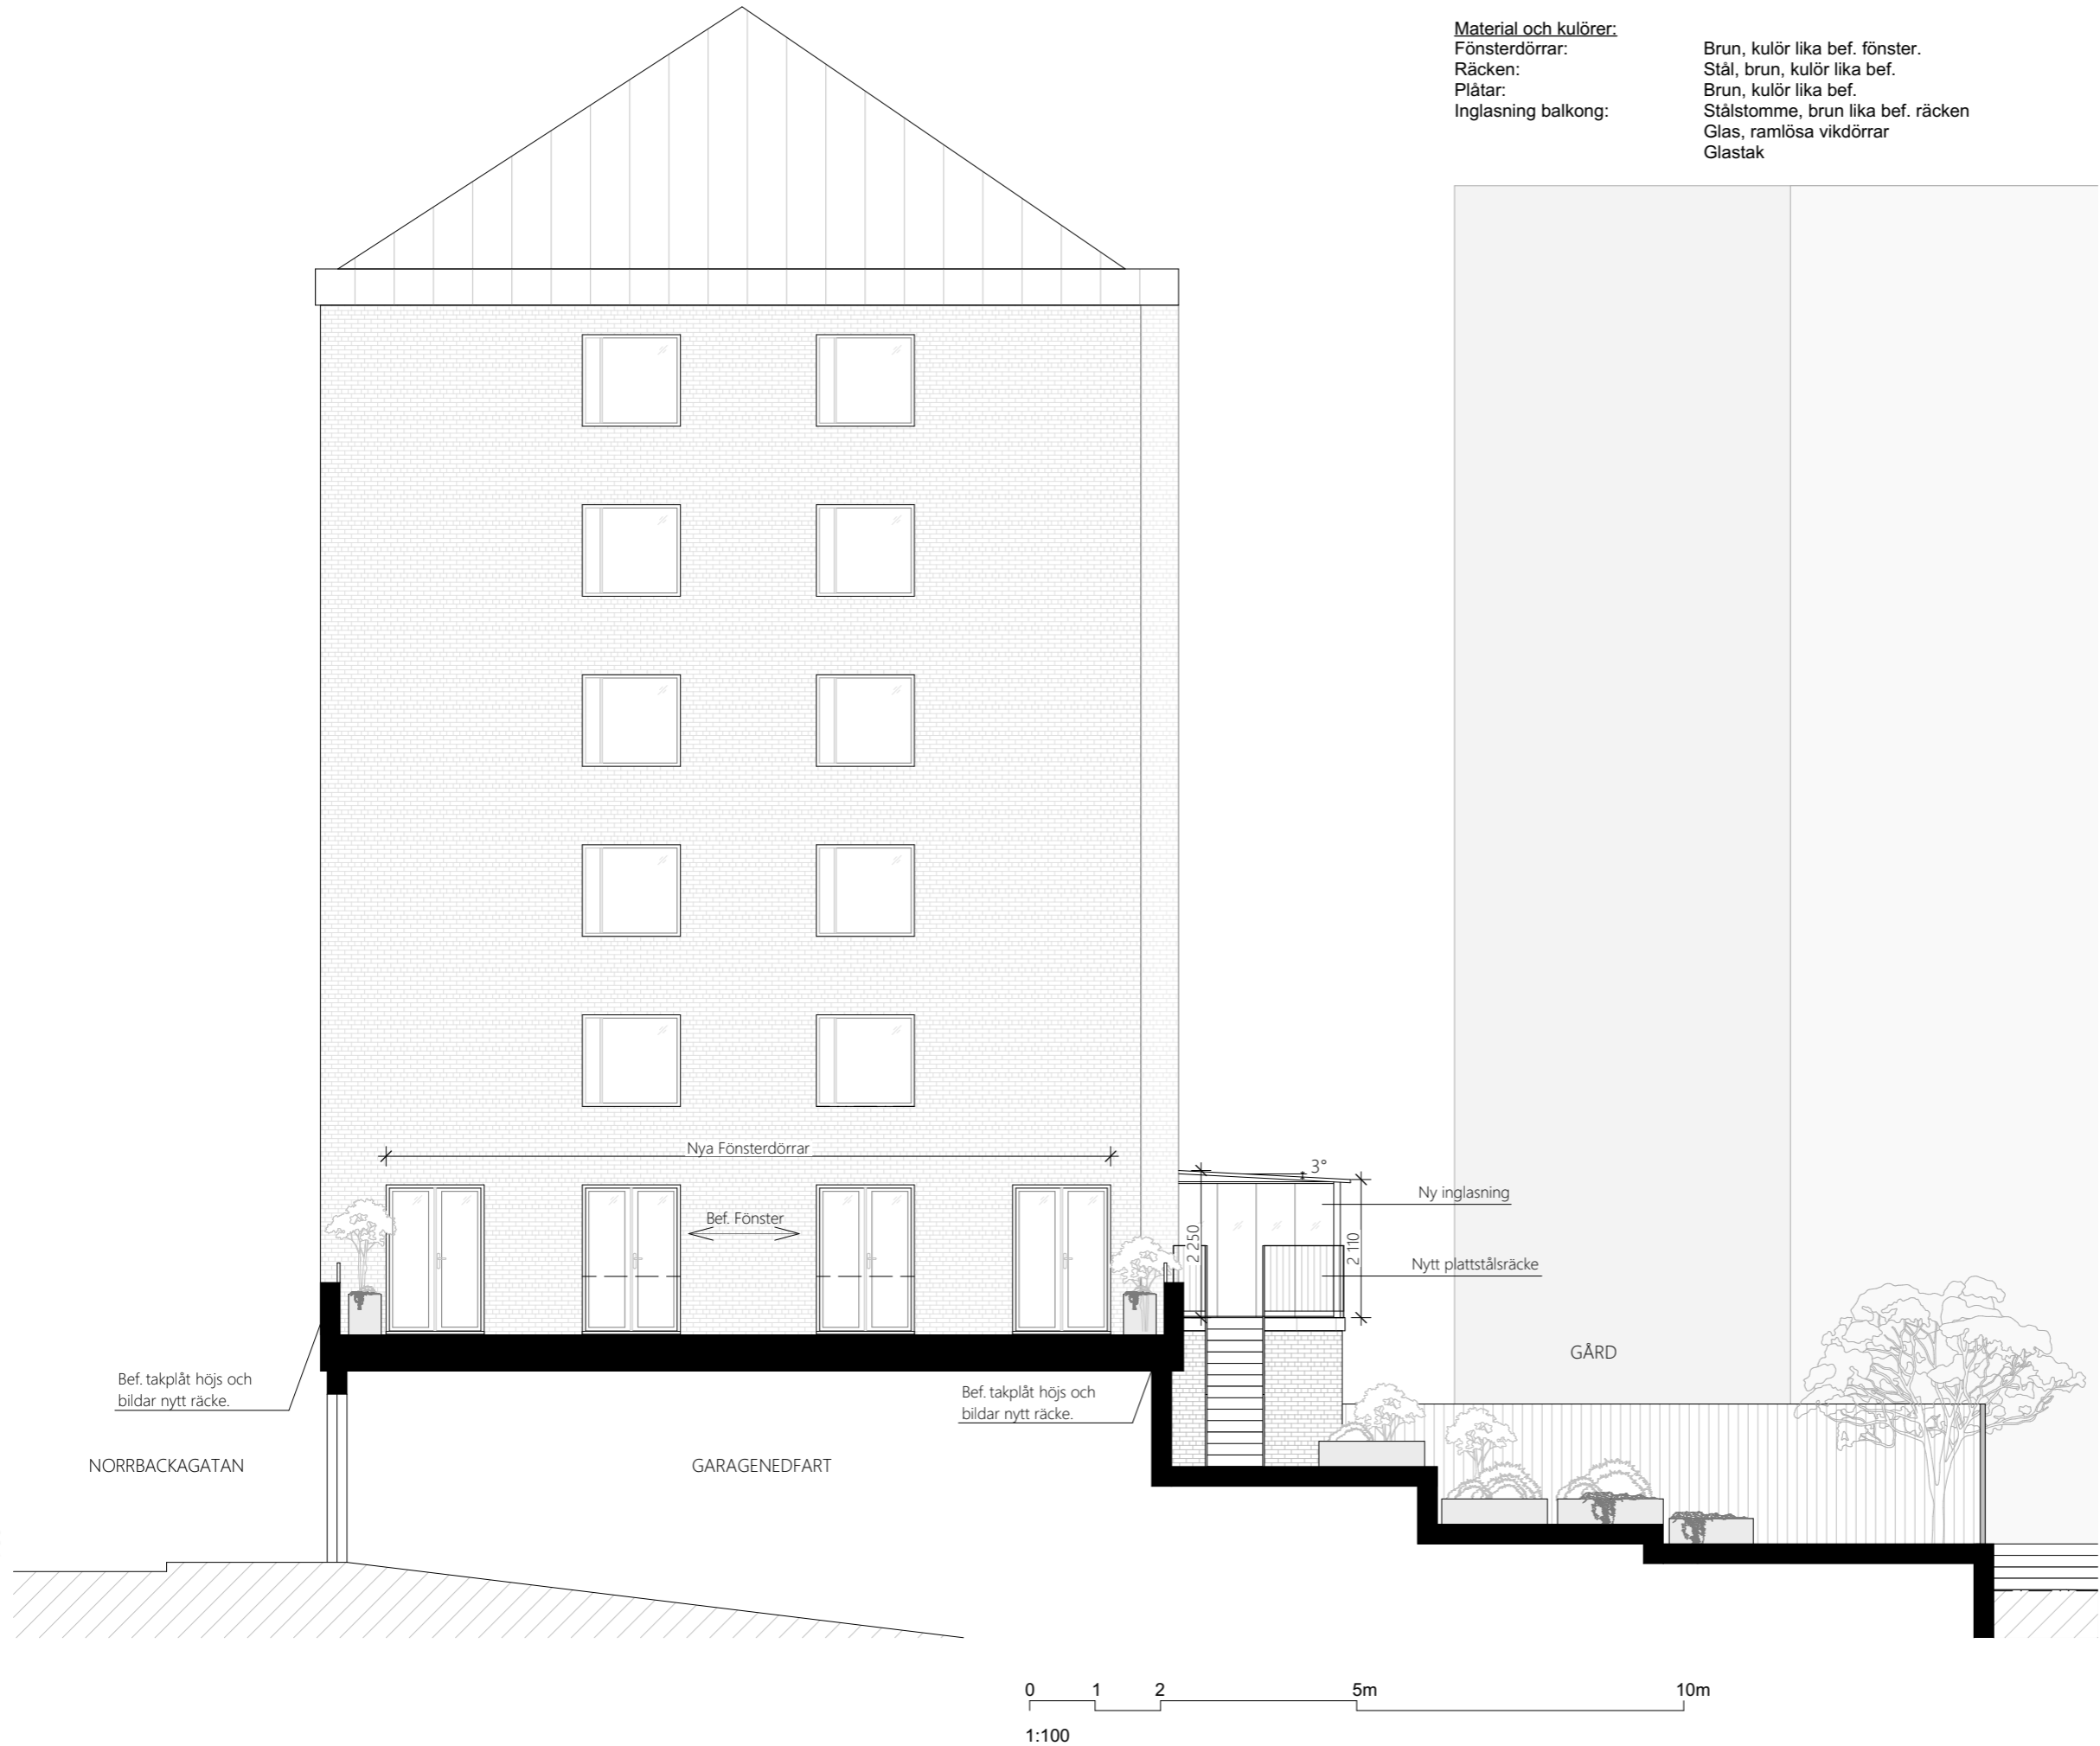 Material och kulörer:
Fönsterdörrar: Brun, kulör lika bef. fönster.
Räcken: Stål, brun, kulör lika bef.
Plåtar: Brun, kulör lika bef.
Inglasning balkong: Stålstomme, brun lika bef. räcken
Glas, ramlösa vikdörrar
Glastak
Nya Fönsterdörrar
3°
Ny inglasning
Bef. Fönster
2 250
2 110
Nytt plattstålsräcke
GÅRD
Bef. takplåt höjs och
bildar nytt räcke.
Bef. takplåt höjs och
bildar nytt räcke.
NORRBACKAGATAN
GARAGENEDFART
0 1 2 5m 10m
1:100